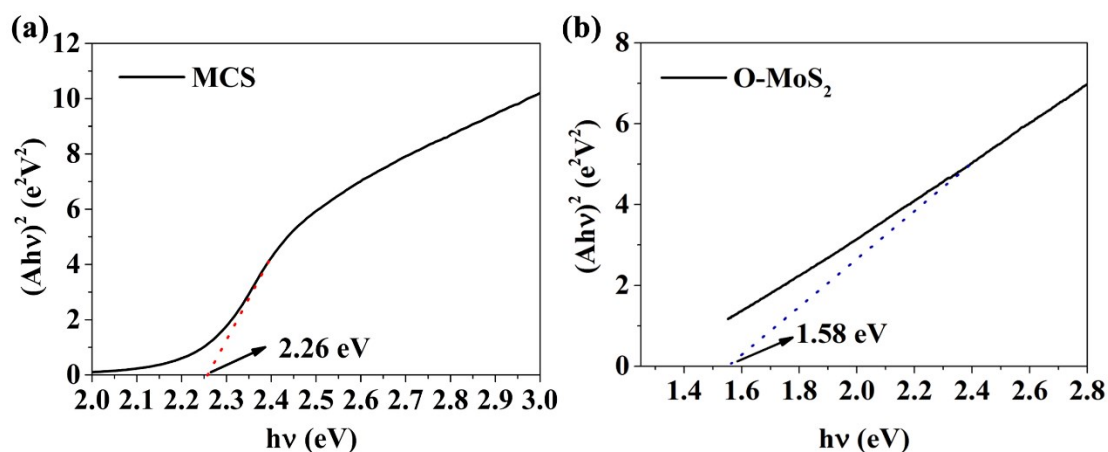 (a)
12
10
8
6
4
2
0
(Ahν)² (e²V²)
MCS
2.26 eV
2.0 2.1 2.2 2.3 2.4 2.5 2.6 2.7 2.8 2.9 3.0
hν (eV)
(b)
8
6
4
2
0
(Ahν)² (e²V²)
O-MoS₂
1.58 eV
1.4 1.6 1.8 2.0 2.2 2.4 2.6 2.8
hν (eV)